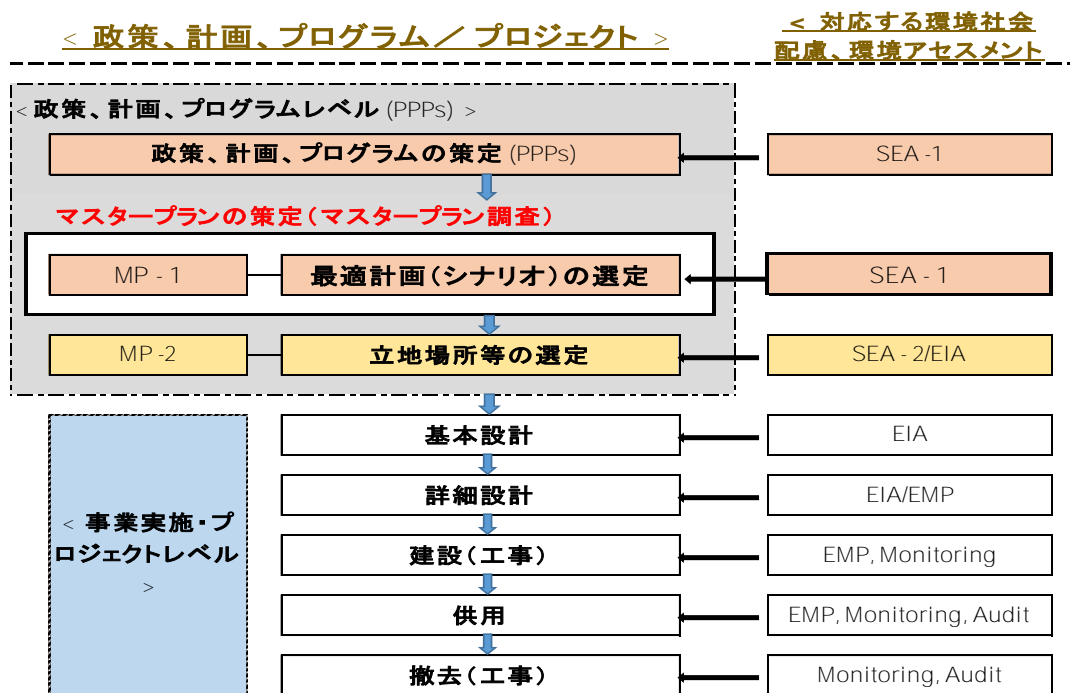 < 政策、計画、プログラム／プロジェクト >
< 対応する環境社会
配慮、環境アセスメント
< 政策、計画、プログラムレベル (PPPs) >
政策、計画、プログラムの策定 (PPPs)
SEA -1
マスタープランの策定（マスタープラン調査）
MP - 1
最適計画（シナリオ）の選定
SEA - 1
MP -2
立地場所等の選定
SEA - 2/EIA
基本設計
EIA
詳細設計
EIA/EMP
< 事業実施・プ
ロジェクトレベル
>
建設（工事）
EMP, Monitoring
供用
EMP, Monitoring, Audit
撤去（工事）
Monitoring, Audit